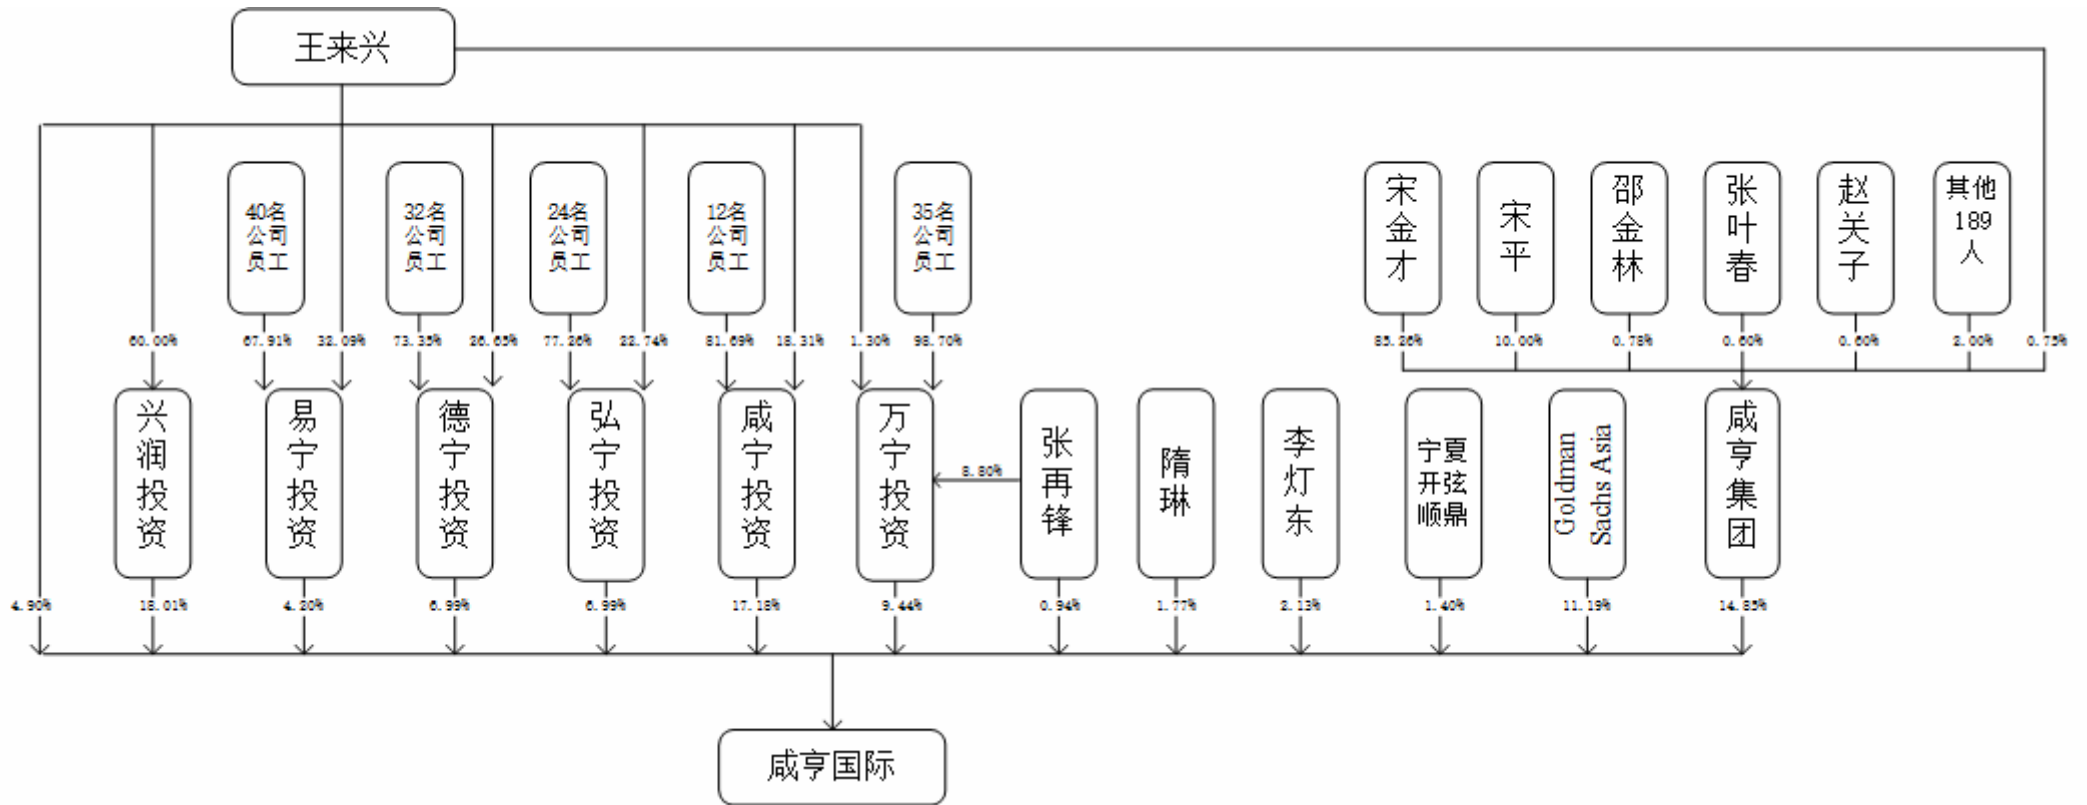 王来兴
40名
公司
员工
32名
公司
员工
24名
公司
员工
12名
公司
员工
35名
公司
员工
宋金才
宋平
邵金林
张叶春
赵关子
其他
189
人
60.00%
67.91%
32.09%
73.35%
26.65%
77.26%
22.74%
81.69%
18.31%
1.30%
98.70%
85.26%
10.00%
0.78%
0.60%
0.60%
2.00%
0.75%
兴润投资
易宁投资
德宁投资
弘宁投资
咸宁投资
万宁投资
8.80%
张再锋
隋琳
李灯东
宁夏
开弦
顺鼎
Goldman
Sachs Asia
咸亨集团
4.90%
18.01%
4.20%
6.99%
6.99%
17.18%
9.44%
0.94%
1.77%
2.13%
1.40%
11.19%
14.85%
咸亨国际